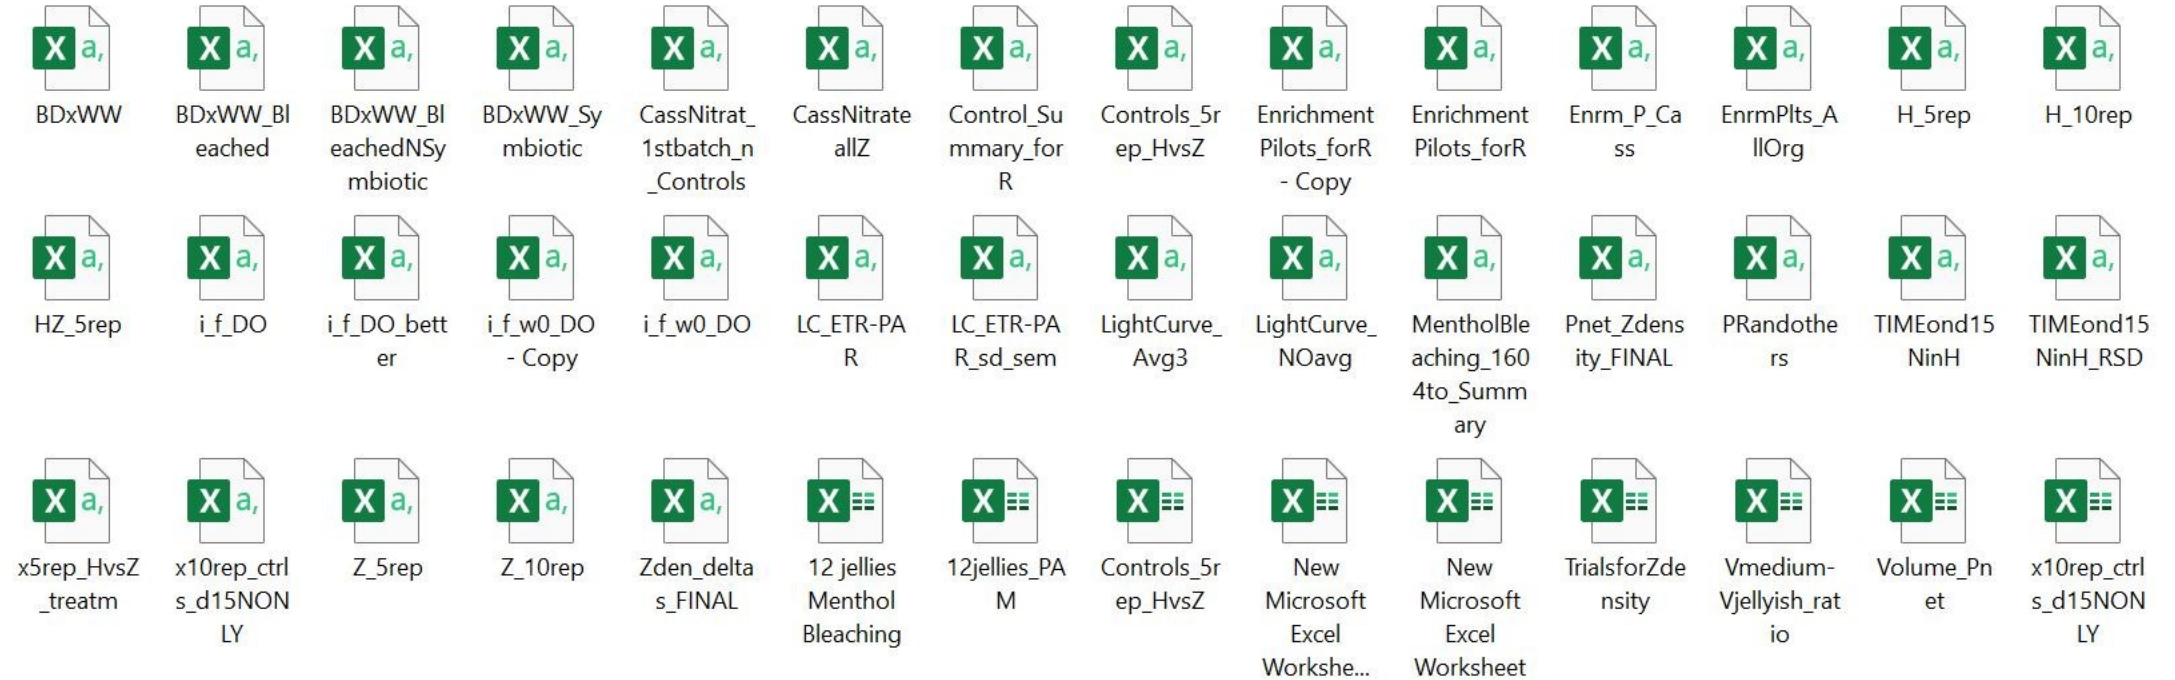 BDxWW
BDxWW_Bl
eached
BDxWW_Bl
eachedNSy
mbiotic
BDxWW_Sy
mbiotic
CassNitrat_
1stbatch_n
_Controls
CassNitrate
allZ
Control_Su
mmary_for
R
Controls_5r
ep_HvsZ
Enrichment
Pilots_forR
- Copy
Enrichment
Pilots_forR
Enrm_P_Ca
ss
EnrmPlts_A
llOrg
H_5rep
H_10rep
HZ_5rep
i_f_DO
i_f_DO_bett
er
i_f_w0_DO
- Copy
i_f_w0_DO
LC_ETR-PA
R
LC_ETR-PA
R_sd_sem
LightCurve_
Avg3
LightCurve_
NOavg
MentholBle
aching_160
4to_Summ
ary
Pnet_Zdens
ity_FINAL
PRandothe
rs
TIMEond15
NinH
TIMEond15
NinH_RSD
x5rep_HvsZ
_treatm
x10rep_ctrl
s_d15NON
LY
Z_5rep
Z_10rep
Zden_delta
s_FINAL
12 jellies
Menthol
Bleaching
12jellies_PA
M
Controls_5r
ep_HvsZ
New
Microsoft
Excel
Workshe...
New
Microsoft
Excel
Worksheet
TrialsforZde
nsity
Vmedium-
Vjellyish_rat
io
Volume_Pn
et
x10rep_ctrl
s_d15NON
LY